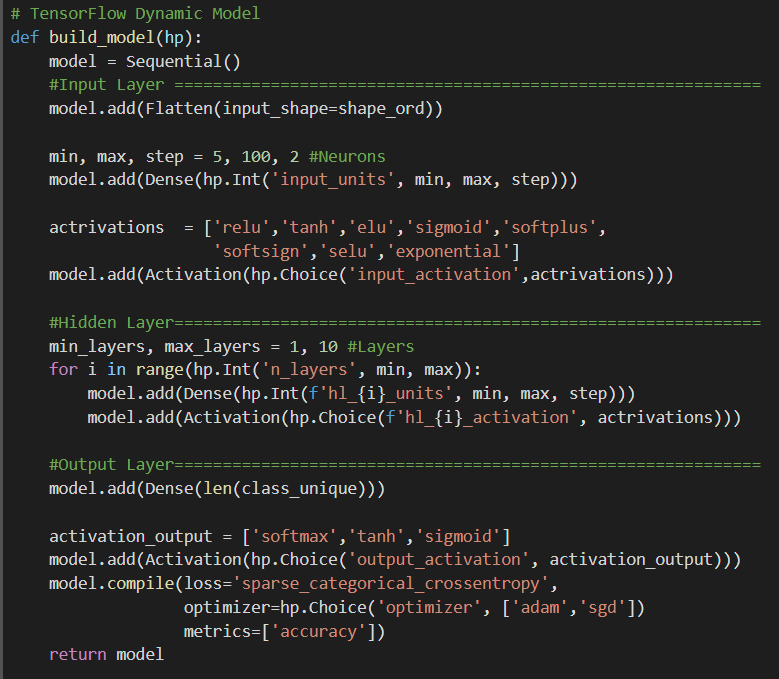 # TensorFlow Dynamic Model
def build_model(hp):
    model = Sequential()
    #Input Layer =============================================================
    model.add(Flatten(input_shape=shape_ord))

    min, max, step = 5, 100, 2 #Neurons
    model.add(Dense(hp.Int('input_units', min, max, step)))

    actrivations  = ['relu','tanh','elu','sigmoid','softplus',
                     'softsign','selu','exponential']
    model.add(Activation(hp.Choice('input_activation',actrivations)))

    #Hidden Layer=============================================================
    min_layers, max_layers = 1, 10 #Layers
    for i in range(hp.Int('n_layers', min, max)):
        model.add(Dense(hp.Int(f'hl_{i}_units', min, max, step)))
        model.add(Activation(hp.Choice(f'hl_{i}_activation', actrivations)))

    #Output Layer=============================================================
    model.add(Dense(len(class_unique)))

    activation_output = ['softmax','tanh','sigmoid']
    model.add(Activation(hp.Choice('output_activation', activation_output)))
    model.compile(loss='sparse_categorical_crossentropy',
                  optimizer=hp.Choice('optimizer', ['adam','sgd'])
                  metrics=['accuracy'])
    return model